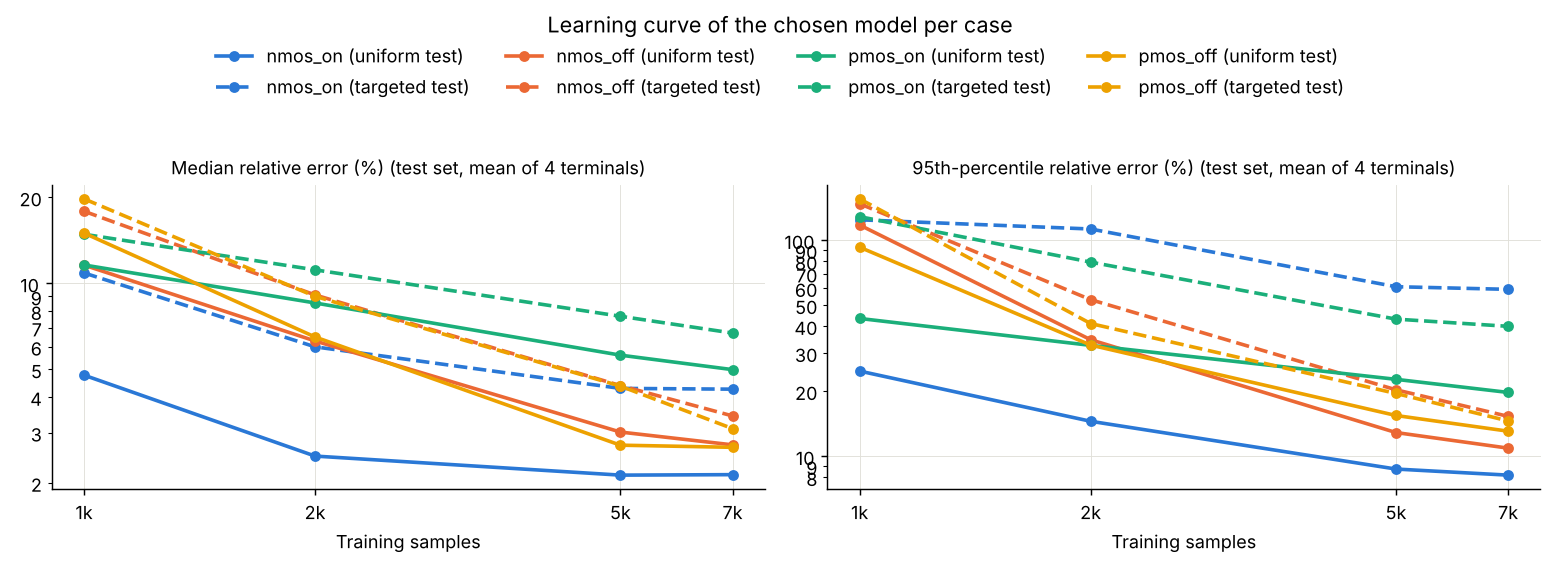 Learning curve of the chosen model per case
nmos_on (uniform test) nmos_off (uniform test) pmos_on (uniform test) pmos_off (uniform test)
nmos_on (targeted test) nmos_off (targeted test) pmos_on (targeted test) pmos_off (targeted test)
Median relative error (%) (test set, mean of 4 terminals)
20
10
9
8
7
6
5
4
3
2
1k 2k 5k 7k
Training samples
95th-percentile relative error (%) (test set, mean of 4 terminals)
100
90
80
70
60
50
40
30
20
10
9
8
1k 2k 5k 7k
Training samples